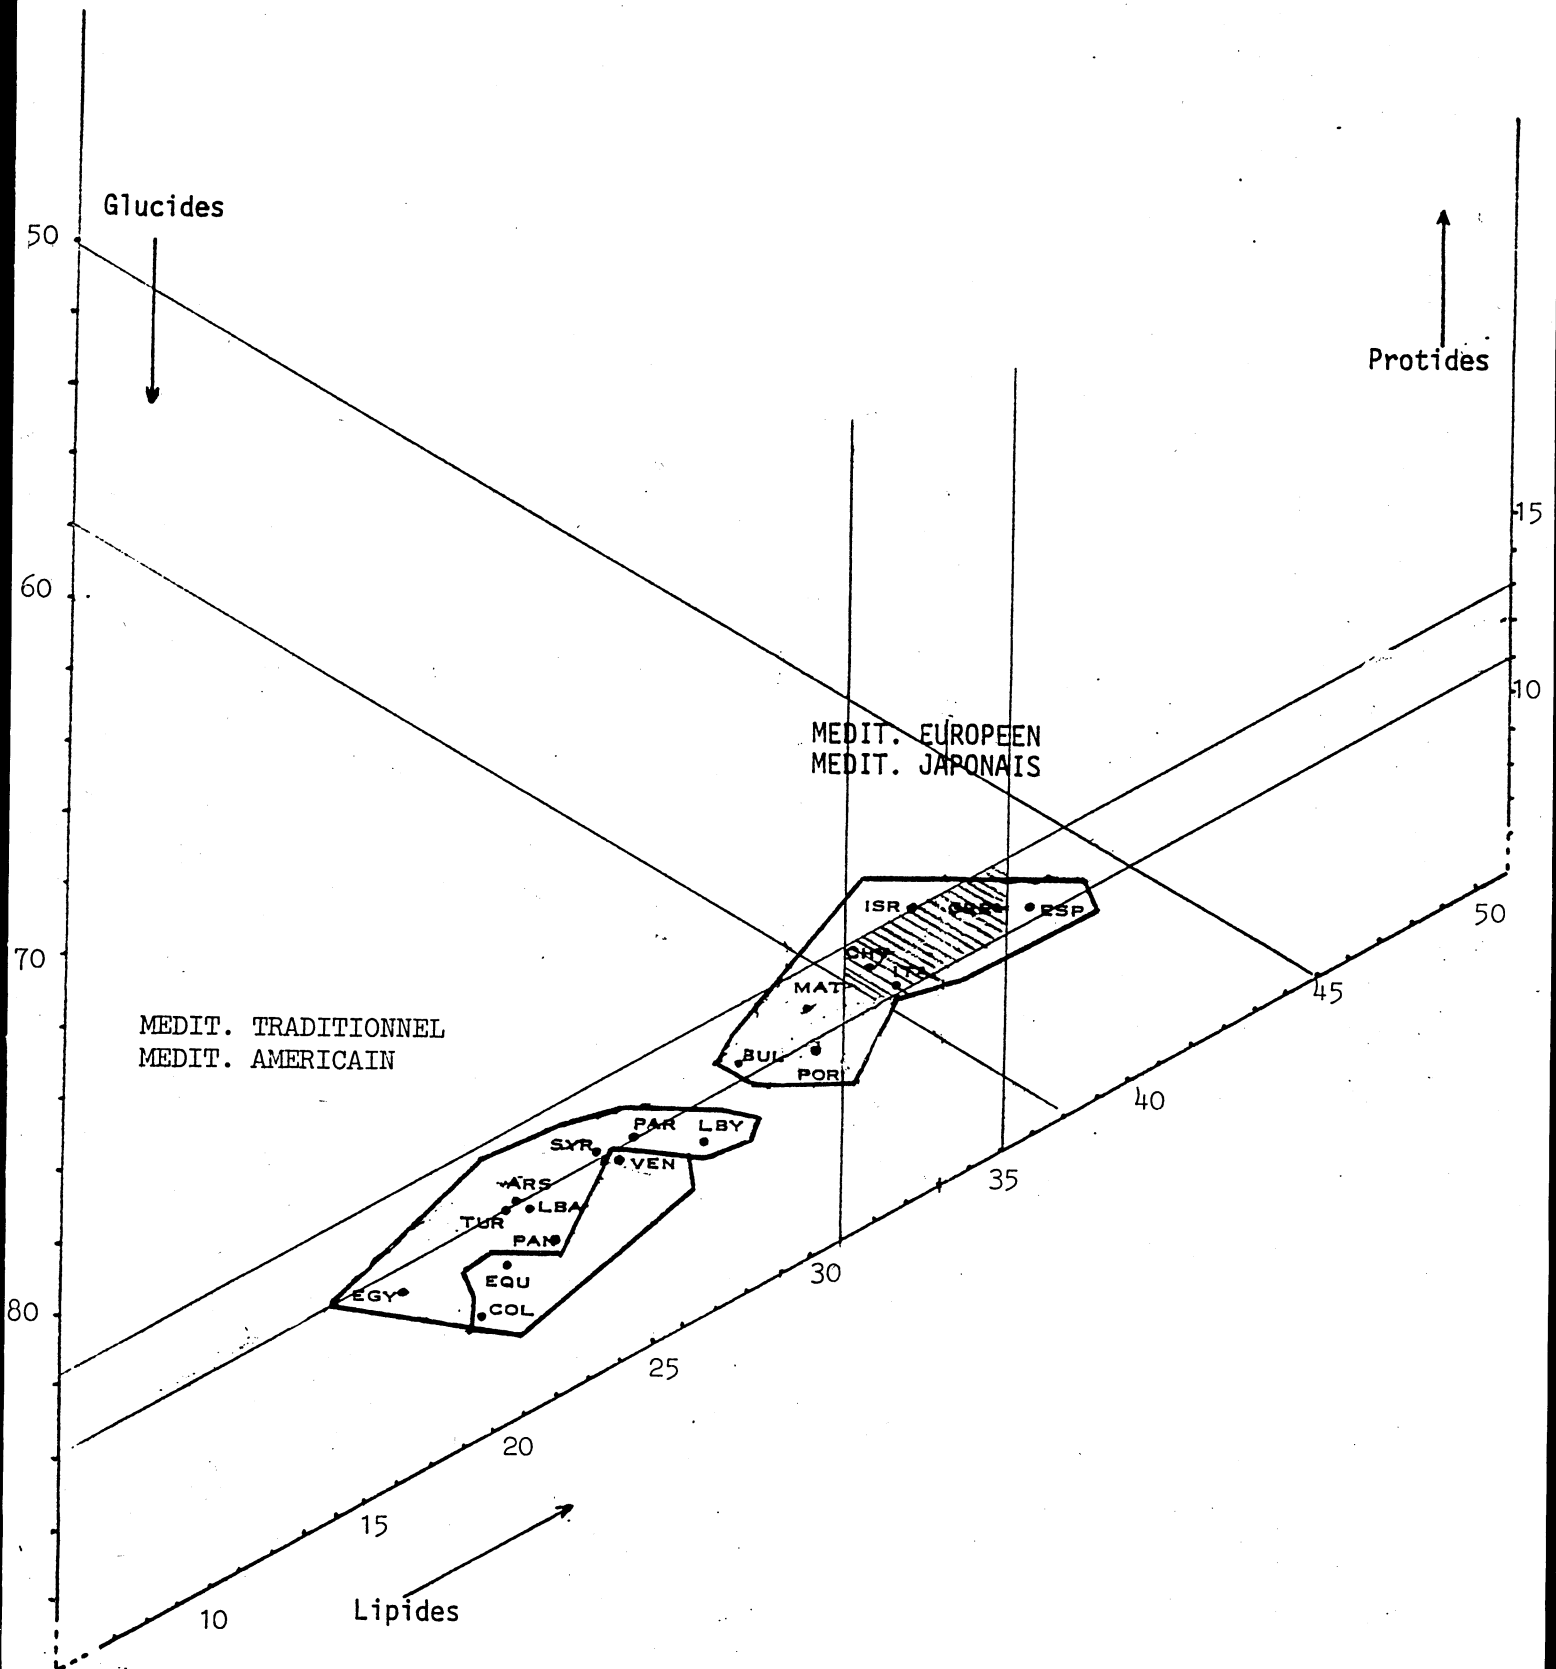 Glucides
50
Protides
15
60
10
MEDIT. EUROPEEN
MEDIT. JAPONAIS
ISR
GRE
ESP
50
70
MAT
45
MEDIT. TRADITIONNEL
MEDIT. AMERICAIN
BUL
POR
40
PAR
LBY
SYR
VEN
35
ARS
LBA
TUR
PAN
30
EQU
EGY
COL
80
25
20
15
Lipides
10